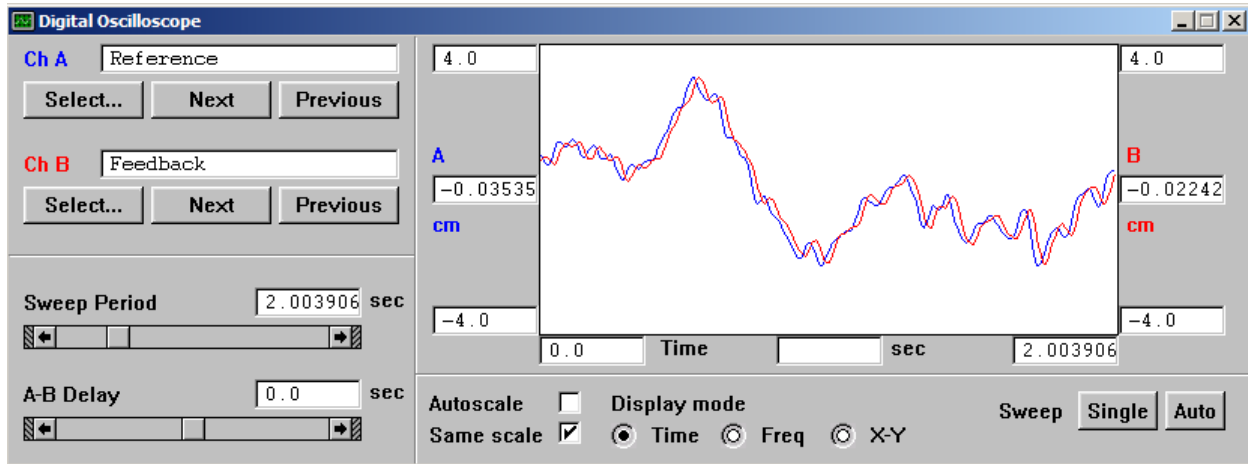 Digital Oscilloscope
Ch A Reference
Select... Next Previous
Ch B Feedback
Select... Next Previous
Sweep Period 2.003906 sec
A-B Delay 0.0 sec
4.0 4.0
A B
-0.03535 -0.02242
cm cm
-4.0 -4.0
0.0 Time sec 2.003906
Autoscale Display mode
Same scale Time Freq X-Y
Sweep Single Auto